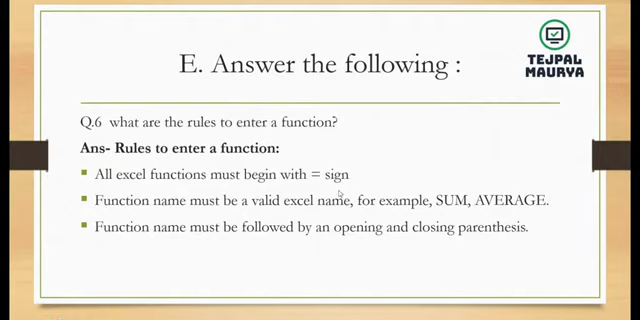 E. Answer the following :
TEJPAL
MAURYA
Q.6 what are the rules to enter a function?
Ans- Rules to enter a function:
All excel functions must begin with = sign
Function name must be a valid excel name, for example, SUM, AVERAGE.
Function name must be followed by an opening and closing parenthesis.